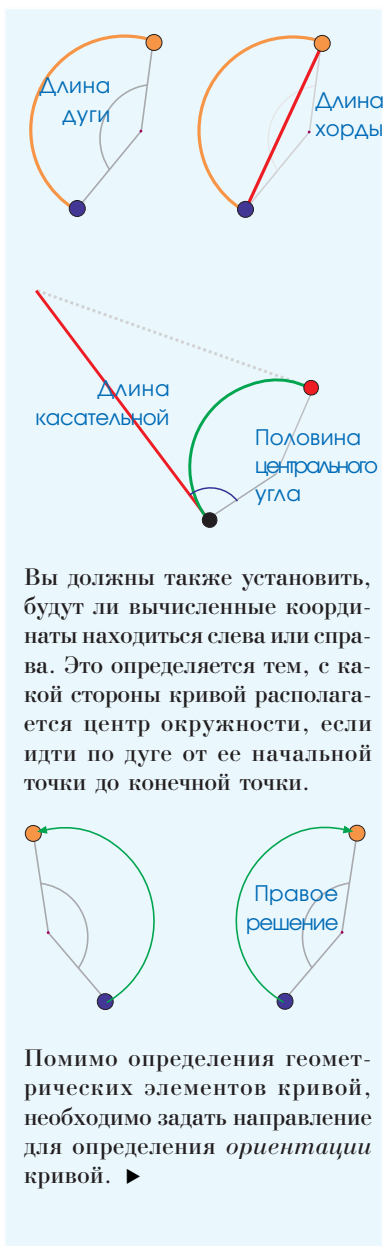 Длина
дуги
Длина
хорды
Длина
касательной
Половина
центрального
угла
Вы должны также установить,
будут ли вычисленные коорди-
наты находиться слева или спра-
ва. Это определяется тем, с ка-
кой стороны кривой располага-
ется центр окружности, если
идти по дуге от ее начальной
точки до конечной точки.
Правое
решение
Помимо определения геомет-
рических элементов кривой,
необходимо задать направление
для определения ориентации
кривой. ►